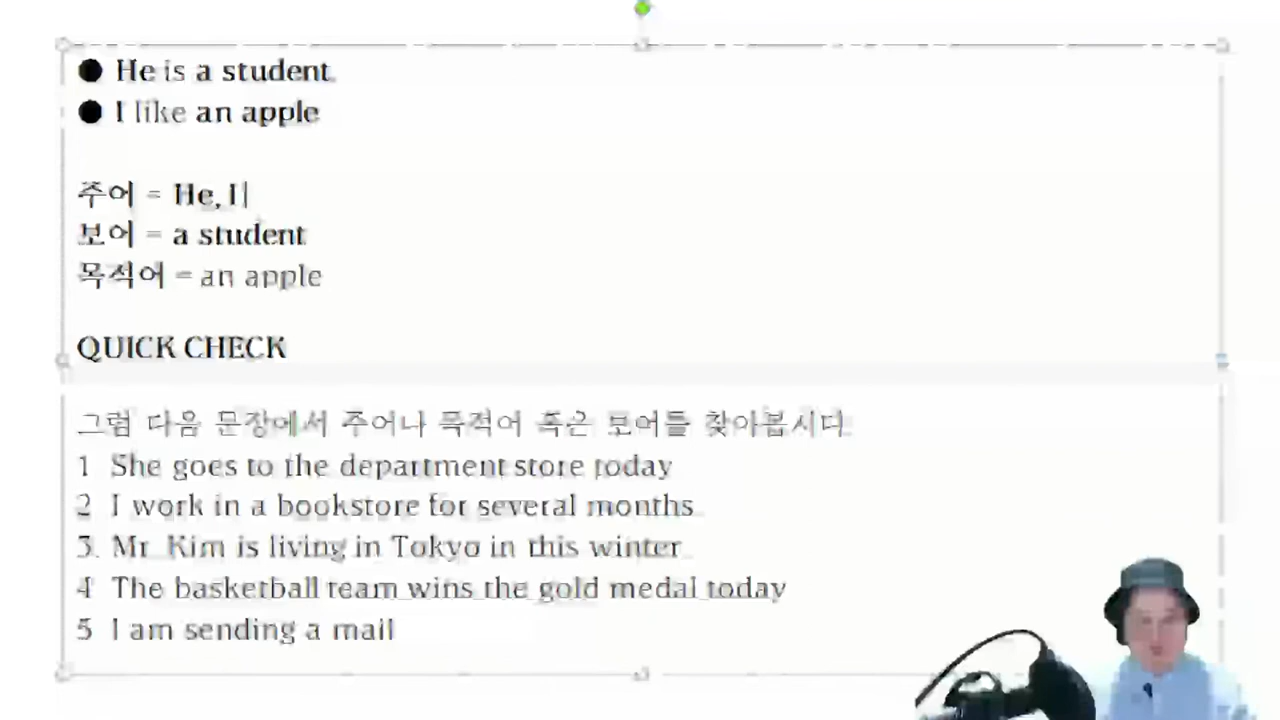 ● He is a student.
● I like an apple
주어 = He, I
보어 = a student
목적어 = an apple
QUICK CHECK
그럼 다음 문장에서 주어나 목적어 혹은 보어를 찾아봅시다.
1 She goes to the department store today
2 I work in a bookstore for several months.
3. Mr. Kim is living in Tokyo in this winter.
4 The basketball team wins the gold medal today
5 I am sending a mail